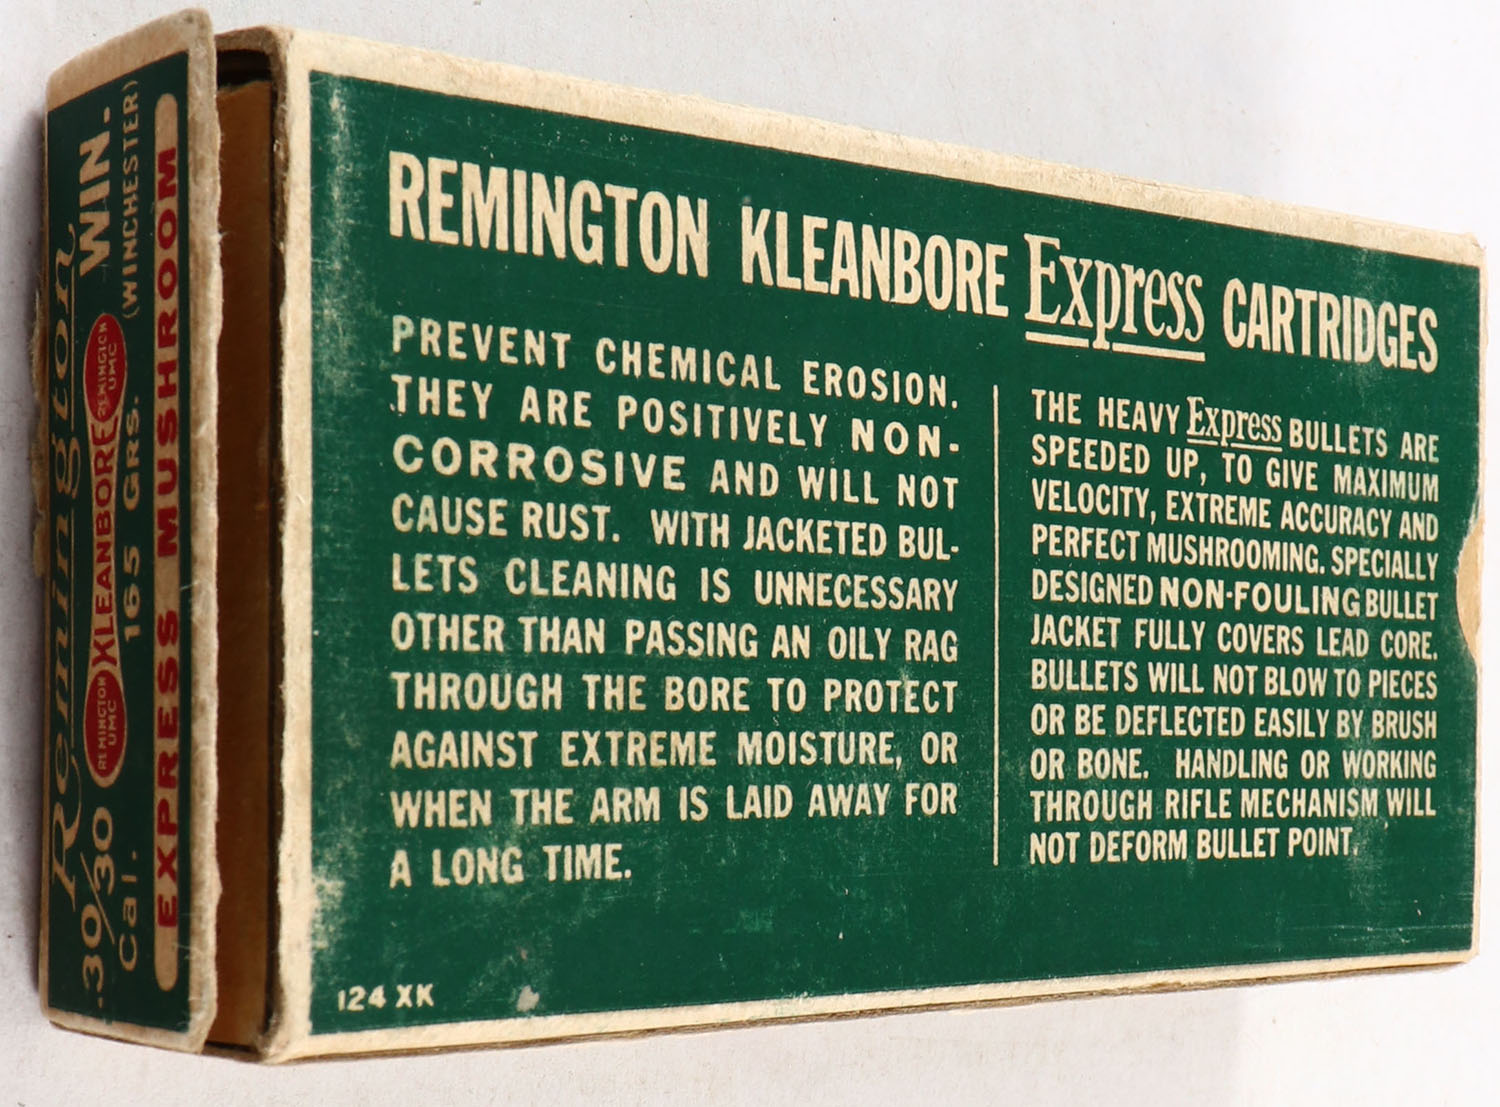 Remington
.30/30 WIN.
REMINGTON UMC KLEANBORE REMINGTON UMC
Cal. 165 GRS. (WINCHESTER)
EXPRESS MUSHROOM
REMINGTON KLEANBORE Express CARTRIDGES
PREVENT CHEMICAL EROSION.
THEY ARE POSITIVELY NON-
CORROSIVE AND WILL NOT
CAUSE RUST. WITH JACKETED BUL-
LETS CLEANING IS UNNECESSARY
OTHER THAN PASSING AN OILY RAG
THROUGH THE BORE TO PROTECT
AGAINST EXTREME MOISTURE, OR
WHEN THE ARM IS LAID AWAY FOR
A LONG TIME.
THE HEAVY Express BULLETS ARE
SPEEDED UP, TO GIVE MAXIMUM
VELOCITY, EXTREME ACCURACY AND
PERFECT MUSHROOMING. SPECIALLY
DESIGNED NON-FOULING BULLET
JACKET FULLY COVERS LEAD CORE.
BULLETS WILL NOT BLOW TO PIECES
OR BE DEFLECTED EASILY BY BRUSH
OR BONE. HANDLING OR WORKING
THROUGH RIFLE MECHANISM WILL
NOT DEFORM BULLET POINT.
124 XK